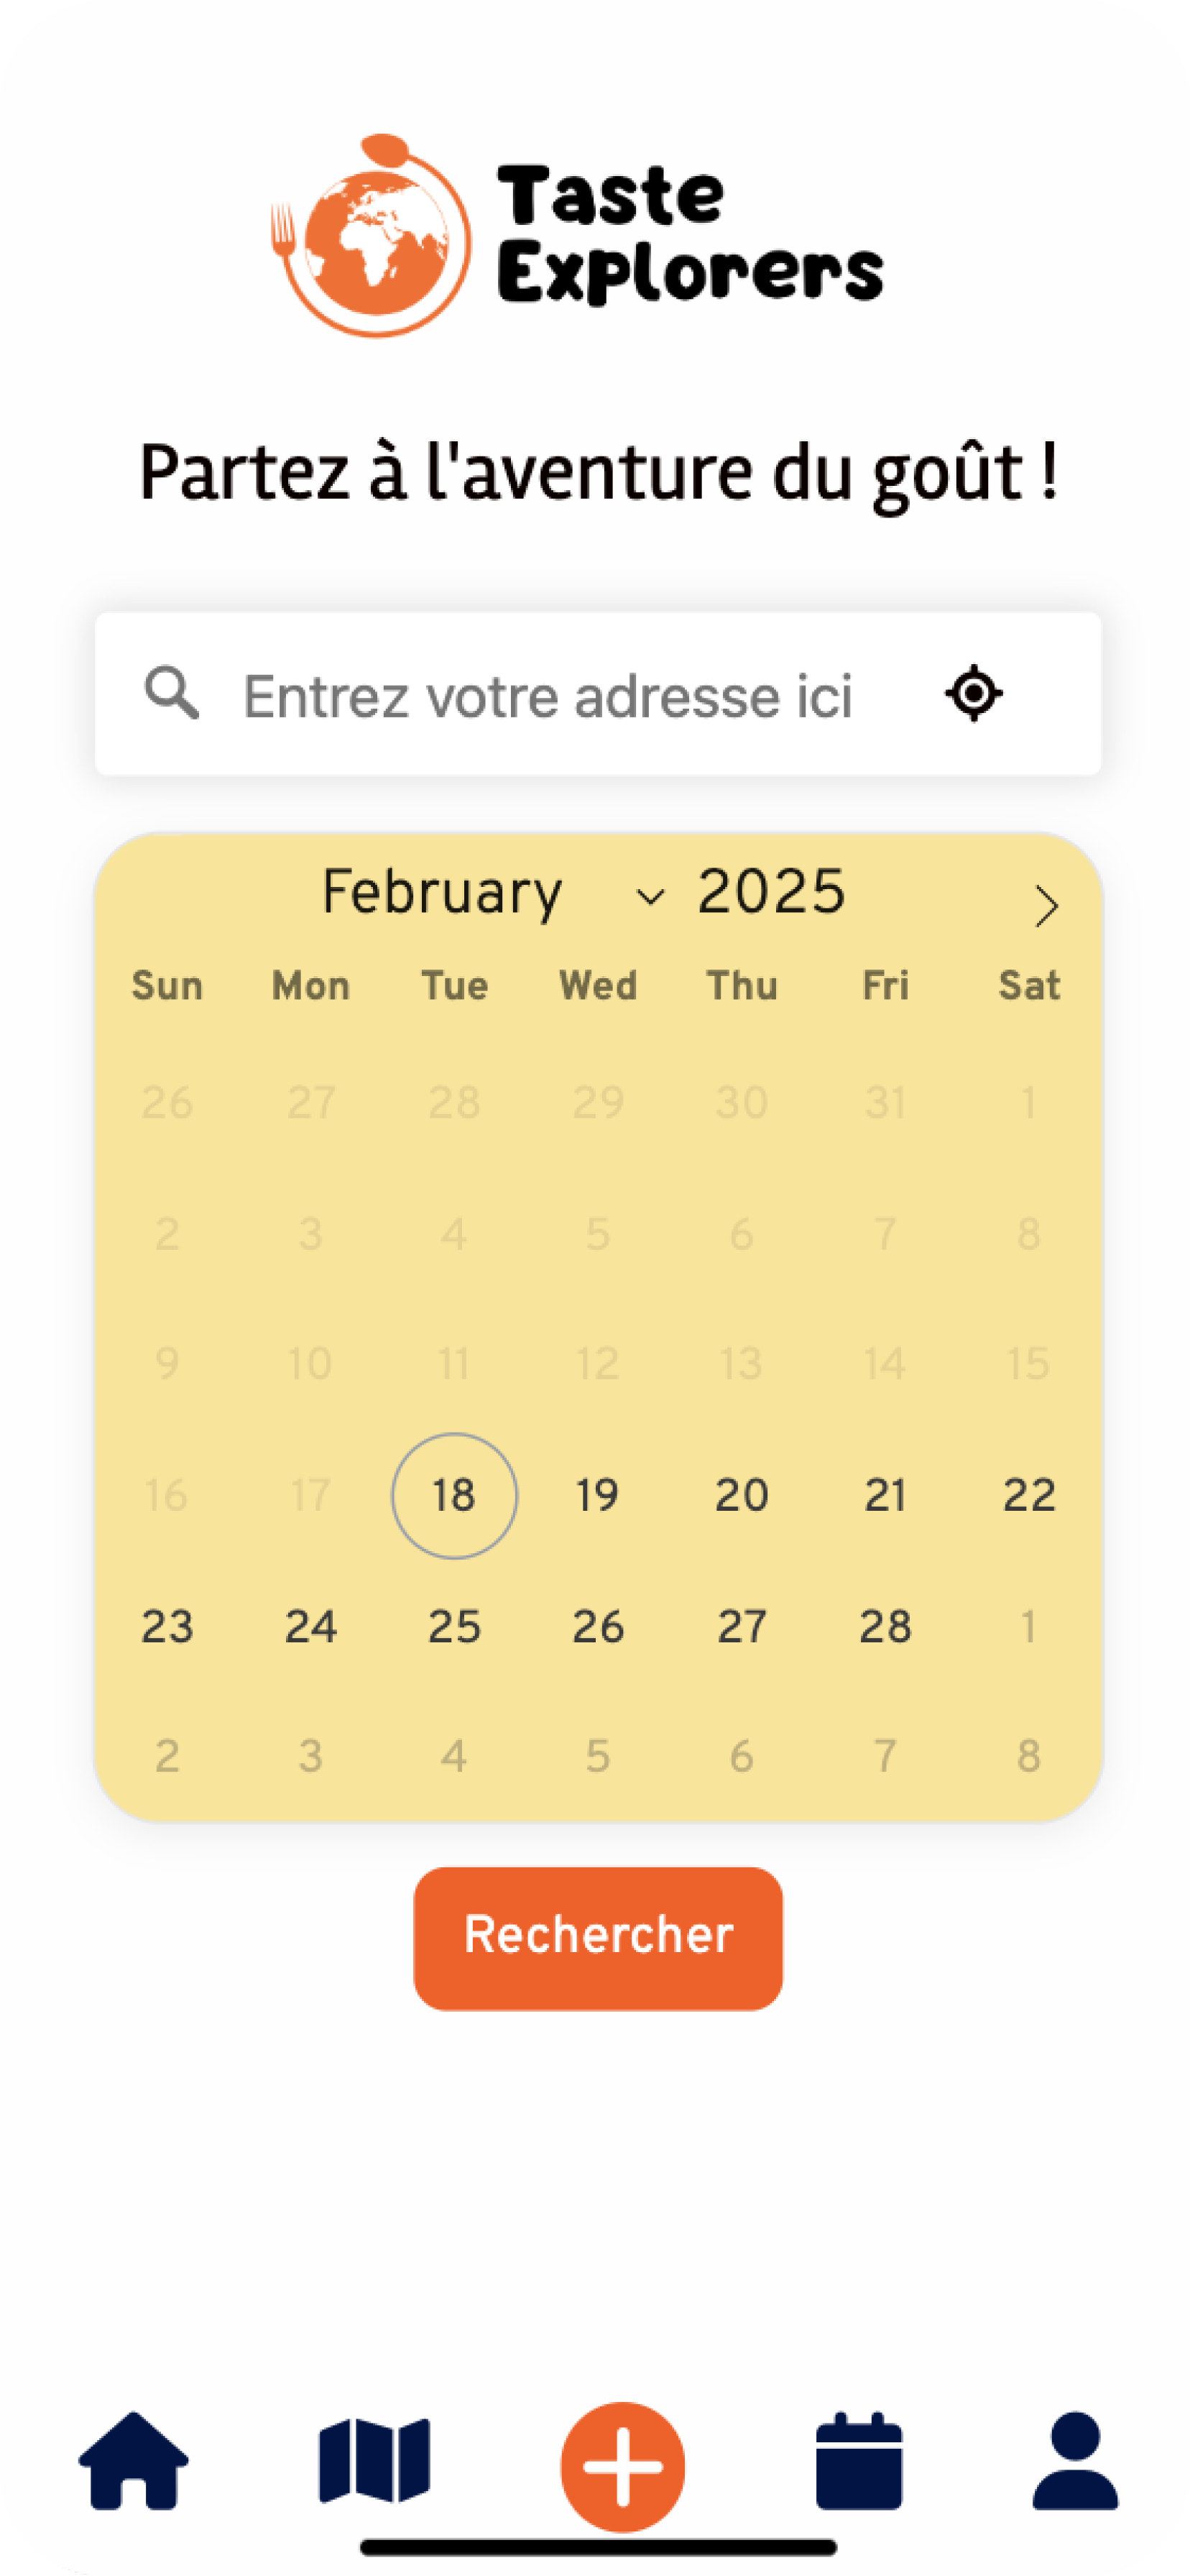 Taste
Explorers
Partez à l'aventure du goût !
Entrez votre adresse ici
February 2025
Sun Mon Tue Wed Thu Fri Sat
26 27 28 29 30 31 1
2 3 4 5 6 7 8
9 10 11 12 13 14 15
16 17 18 19 20 21 22
23 24 25 26 27 28 1
2 3 4 5 6 7 8
Rechercher